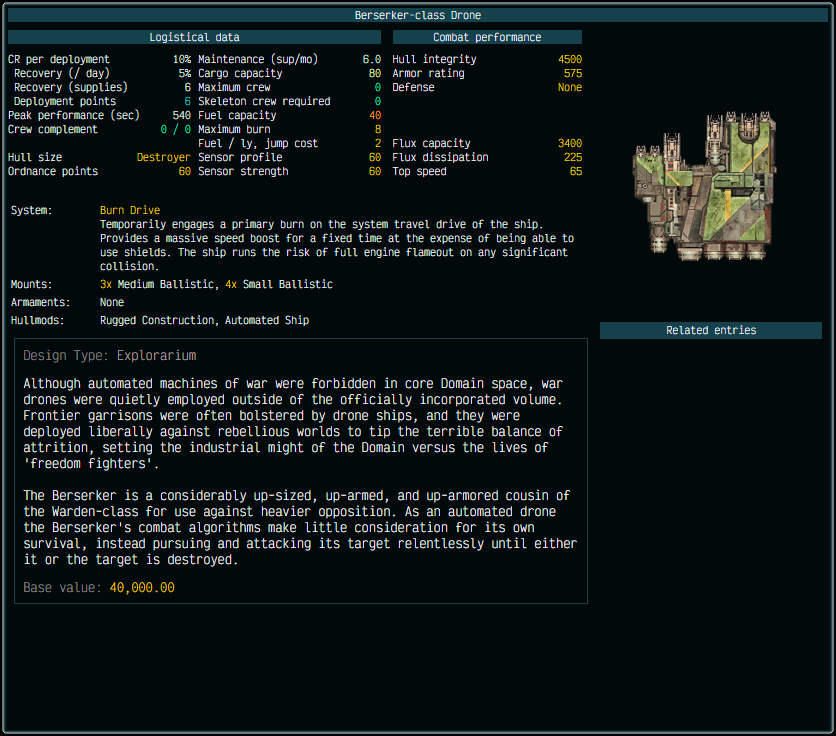 Berserker-class Drone
Logistical data
CR per deployment 10% Maintenance (sup/mo) 6.0
Recovery (/ day) 5% Cargo capacity 80
Recovery (supplies) 6 Maximum crew 0
Deployment points 6 Skeleton crew required 0
Peak performance (sec) 540 Fuel capacity 40
Crew complement 0 / 0 Maximum burn 8
Fuel / ly, jump cost 2
Hull size Destroyer Sensor profile 60
Ordnance points 60 Sensor strength 60
Combat performance
Hull integrity 4500
Armor rating 575
Defense None
Flux capacity 3400
Flux dissipation 225
Top speed 65
System: Burn Drive
Temporarily engages a primary burn on the system travel drive of the ship.
Provides a massive speed boost for a fixed time at the expense of being able to
use shields. The ship runs the risk of full engine flameout on any significant
collision.
Mounts: 3x Medium Ballistic, 4x Small Ballistic
Armaments: None
Hullmods: Rugged Construction, Automated Ship
Related entries
Design Type: Explorarium
Although automated machines of war were forbidden in core Domain space, war
drones were quietly employed outside of the officially incorporated volume.
Frontier garrisons were often bolstered by drone ships, and they were
deployed liberally against rebellious worlds to tip the terrible balance of
attrition, setting the industrial might of the Domain versus the lives of
'freedom fighters'.
The Berserker is a considerably up-sized, up-armed, and up-armored cousin of
the Warden-class for use against heavier opposition. As an automated drone
the Berserker's combat algorithms make little consideration for its own
survival, instead pursuing and attacking its target relentlessly until either
it or the target is destroyed.
Base value: 40,000.00